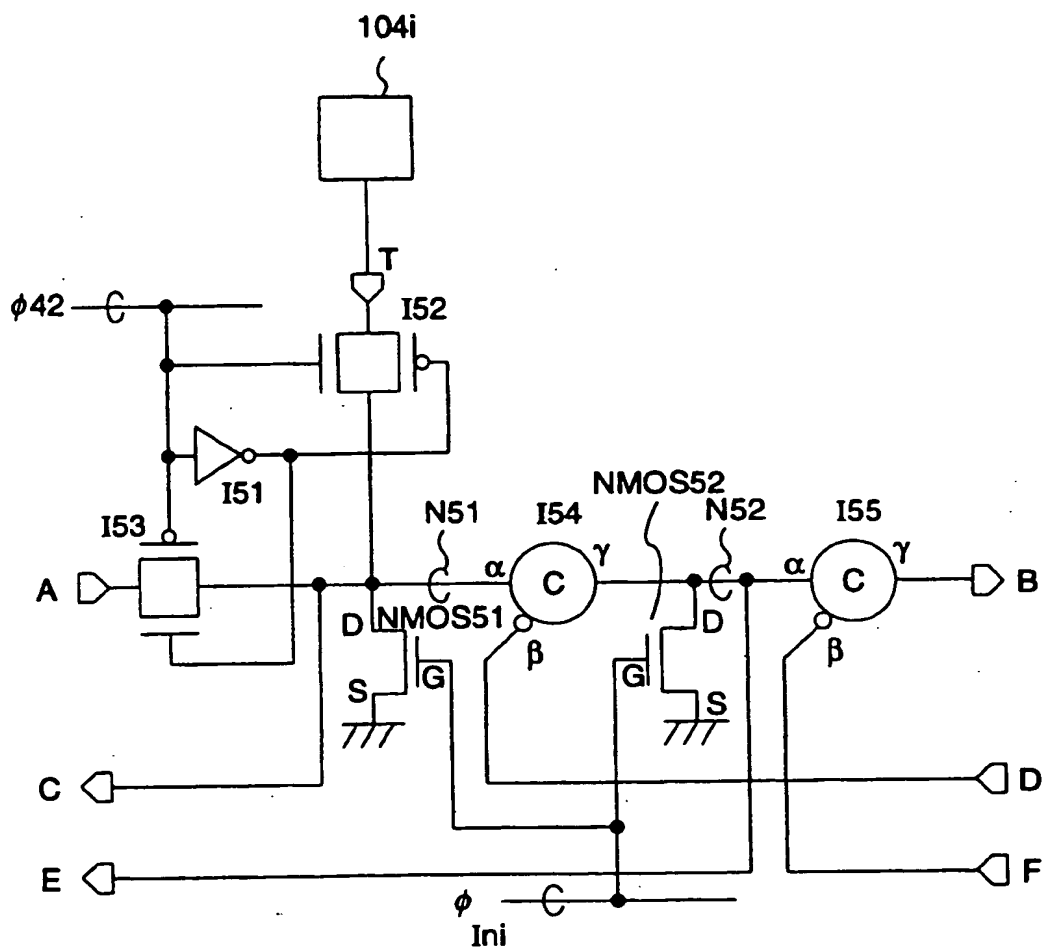 104i
T
ϕ42
I52
I51
I53
N51
I54
NMOS52
N52
I55
A
α
C
γ
α
C
γ
B
D
NMOS51
β
D
β
S
G
G
S
C
D
E
F
ϕ
Ini